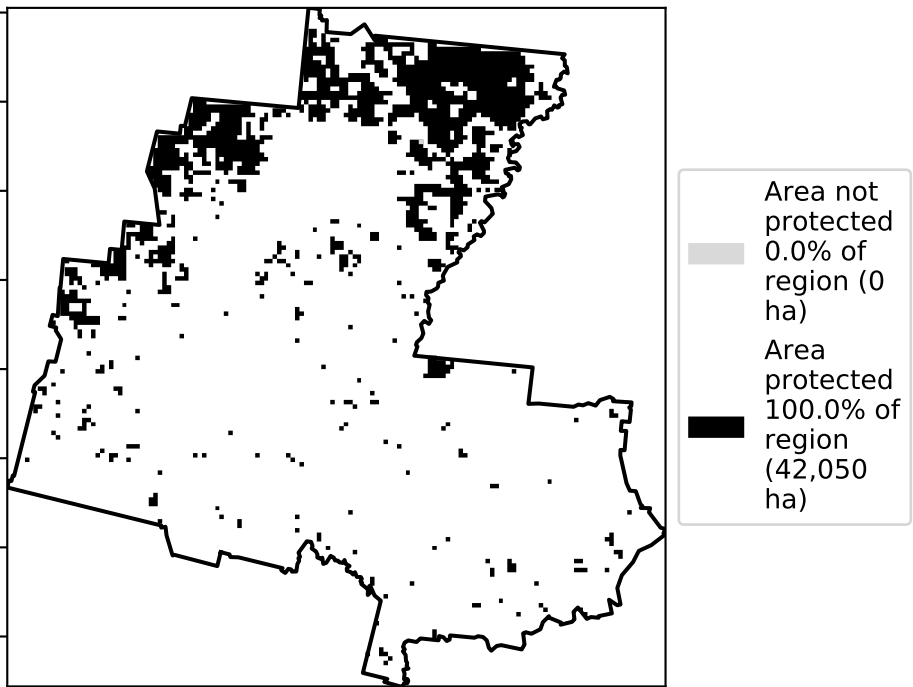 Area not
protected
0.0% of
region (0
ha)
Area
protected
100.0% of
region
(42,050
ha)